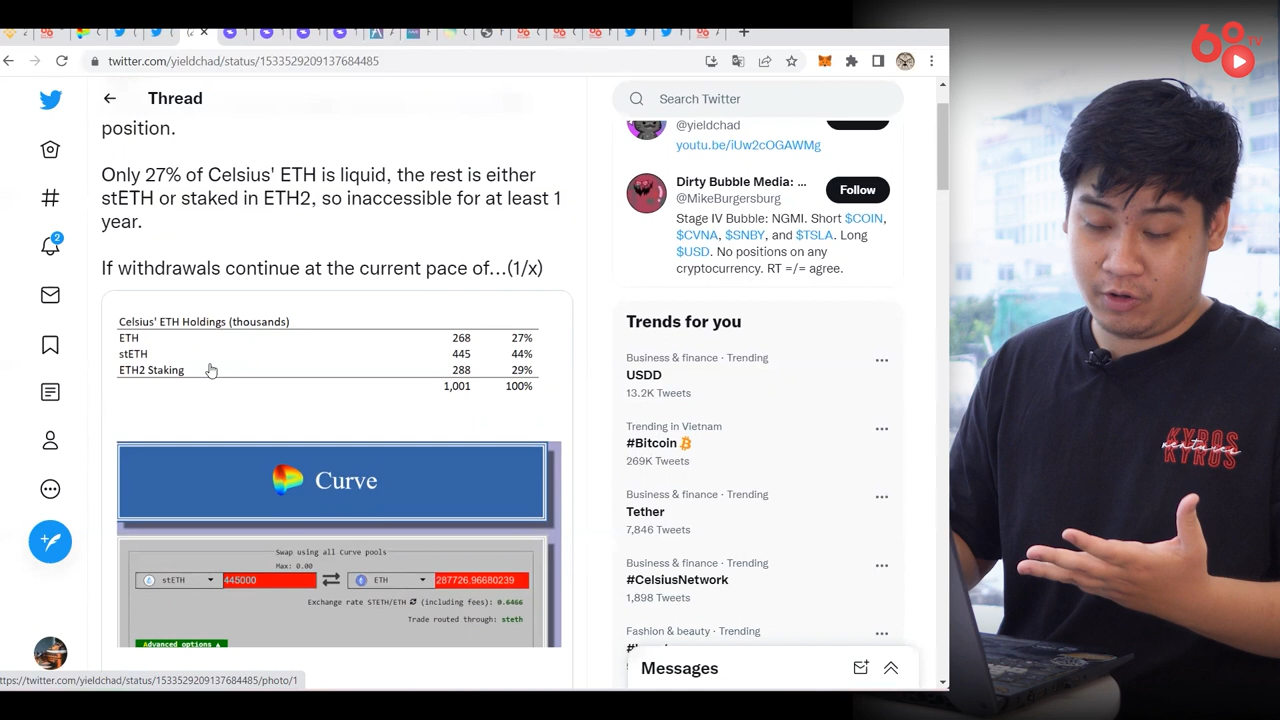 twitter.com/yieldchad/status/1533529209137684485
Thread
position.
Only 27% of Celsius' ETH is liquid, the rest is either
stETH or staked in ETH2, so inaccessible for at least 1
year.
If withdrawals continue at the current pace of…(1/x)
Celsius' ETH Holdings (thousands)
ETH 268 27%
stETH 445 44%
ETH2 Staking 288 29%
1,001 100%
Curve
Swap using all Curve pools
Max: 0.00
stETH 445000 ETH 287726.96680239
Exchange rate STETH/ETH (including fees): 0.6466
Trade routed through: steth
Advanced options
2
Search Twitter
@yieldchad
youtu.be/iUw2cOGAWMg
Dirty Bubble Media: ...
@MikeBurgersburg
Follow
Stage IV Bubble: NGMI. Short $COIN,
$CVNA, $SNBY, and $TSLA. Long
$USD. No positions on any
cryptocurrency. RT =/= agree.
Trends for you
Business & finance · Trending
USDD
13.2K Tweets
Trending in Vietnam
#Bitcoin
269K Tweets
Business & finance · Trending
Tether
7,846 Tweets
Business & finance · Trending
#CelsiusNetwork
1,898 Tweets
Fashion & beauty · Trending
Messages
https://twitter.com/yieldchad/status/1533529209137684485/photo/1
TV
KYROS
ventures
KYROS